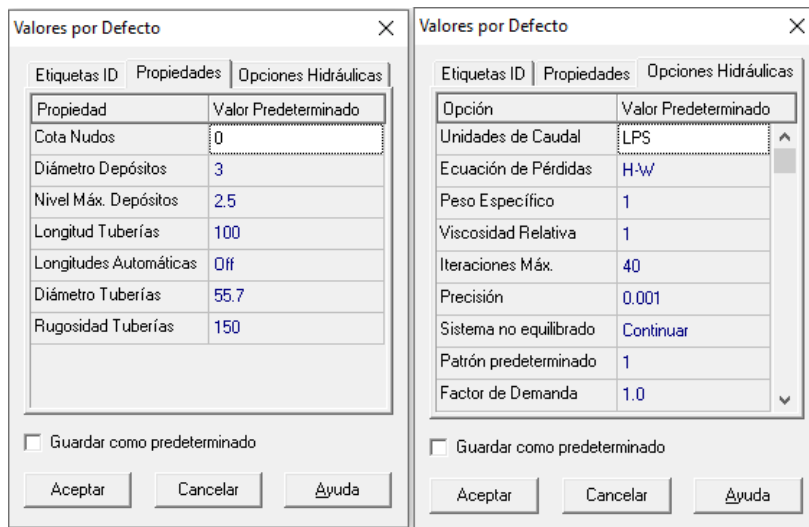 Valores por Defecto
Etiquetas ID Propiedades Opciones Hidráulicas
Propiedad Valor Predeterminado
Cota Nudos 0
Diámetro Depósitos 3
Nivel Máx. Depósitos 2.5
Longitud Tuberías 100
Longitudes Automáticas Off
Diámetro Tuberías 55.7
Rugosidad Tuberías 150
Guardar como predeterminado
Aceptar Cancelar Ayuda
Valores por Defecto
Etiquetas ID Propiedades Opciones Hidráulicas
Opción Valor Predeterminado
Unidades de Caudal LPS
Ecuación de Pérdidas H-W
Peso Específico 1
Viscosidad Relativa 1
Iteraciones Máx. 40
Precisión 0.001
Sistema no equilibrado Continuar
Patrón predeterminado 1
Factor de Demanda 1.0
Guardar como predeterminado
Aceptar Cancelar Ayuda